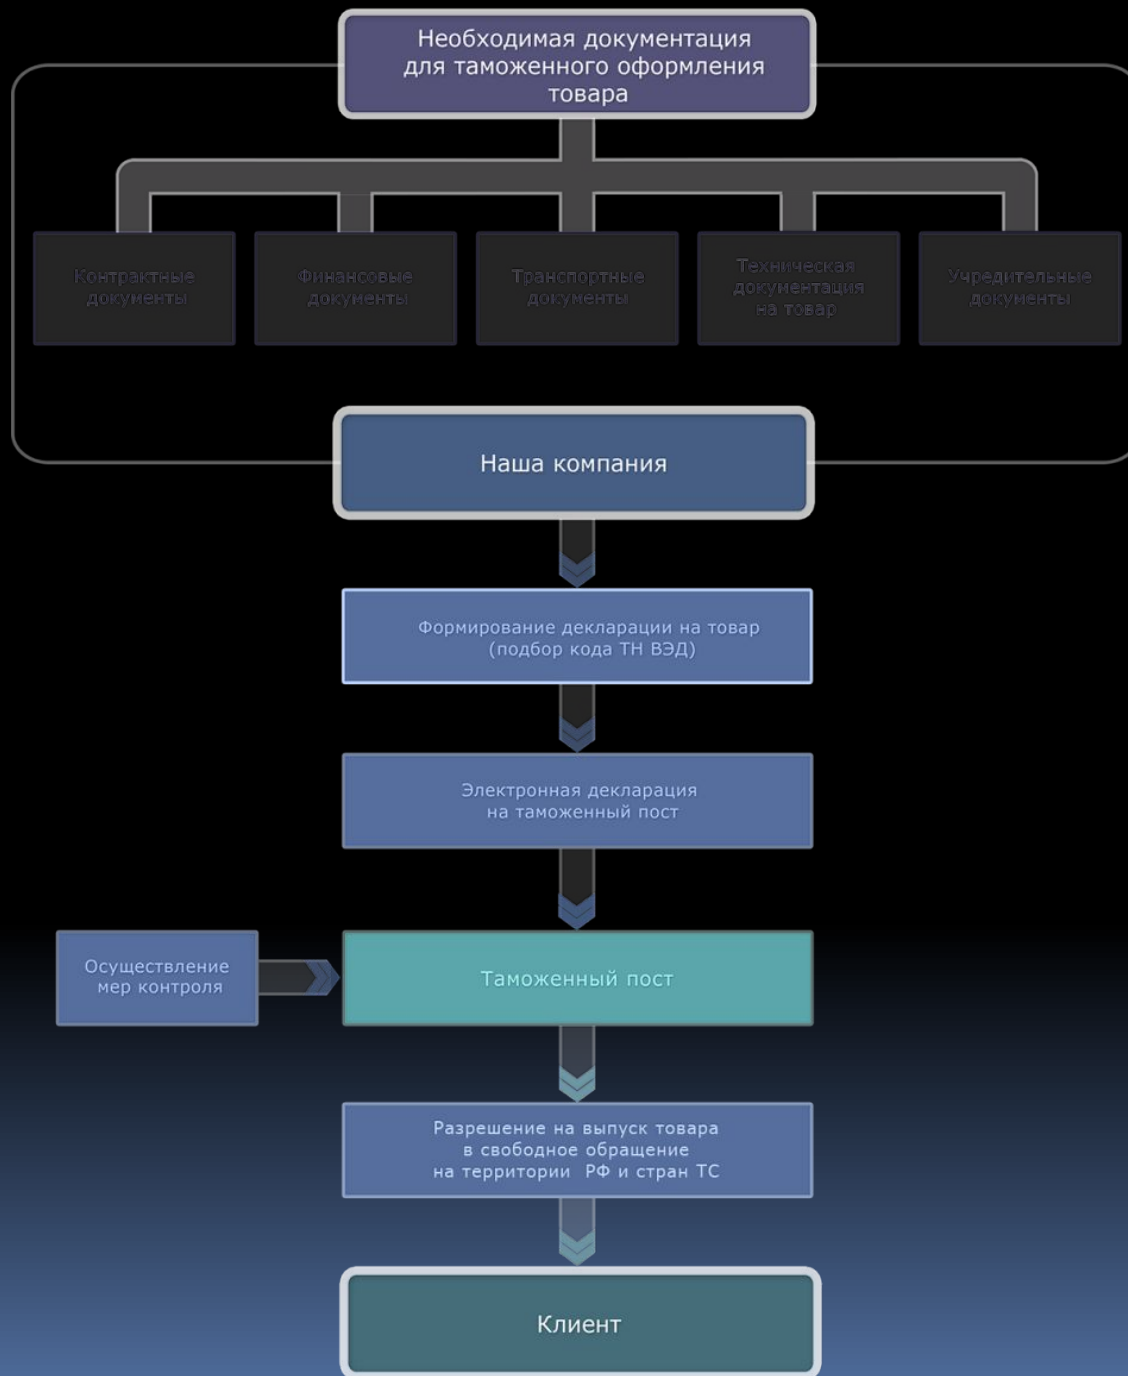 Необходимая документация
для таможенного оформления
товара
Контрактные
документы
Финансовые
документы
Транспортные
документы
Техническая
документация
на товар
Учредительные
документы
Наша компания
Формирование декларации на товар
(подбор кода ТН ВЭД)
Электронная декларация
на таможенный пост
Осуществление
мер контроля
Таможенный пост
Разрешение на выпуск товара
в свободное обращение
на территории РФ и стран ТС
Клиент